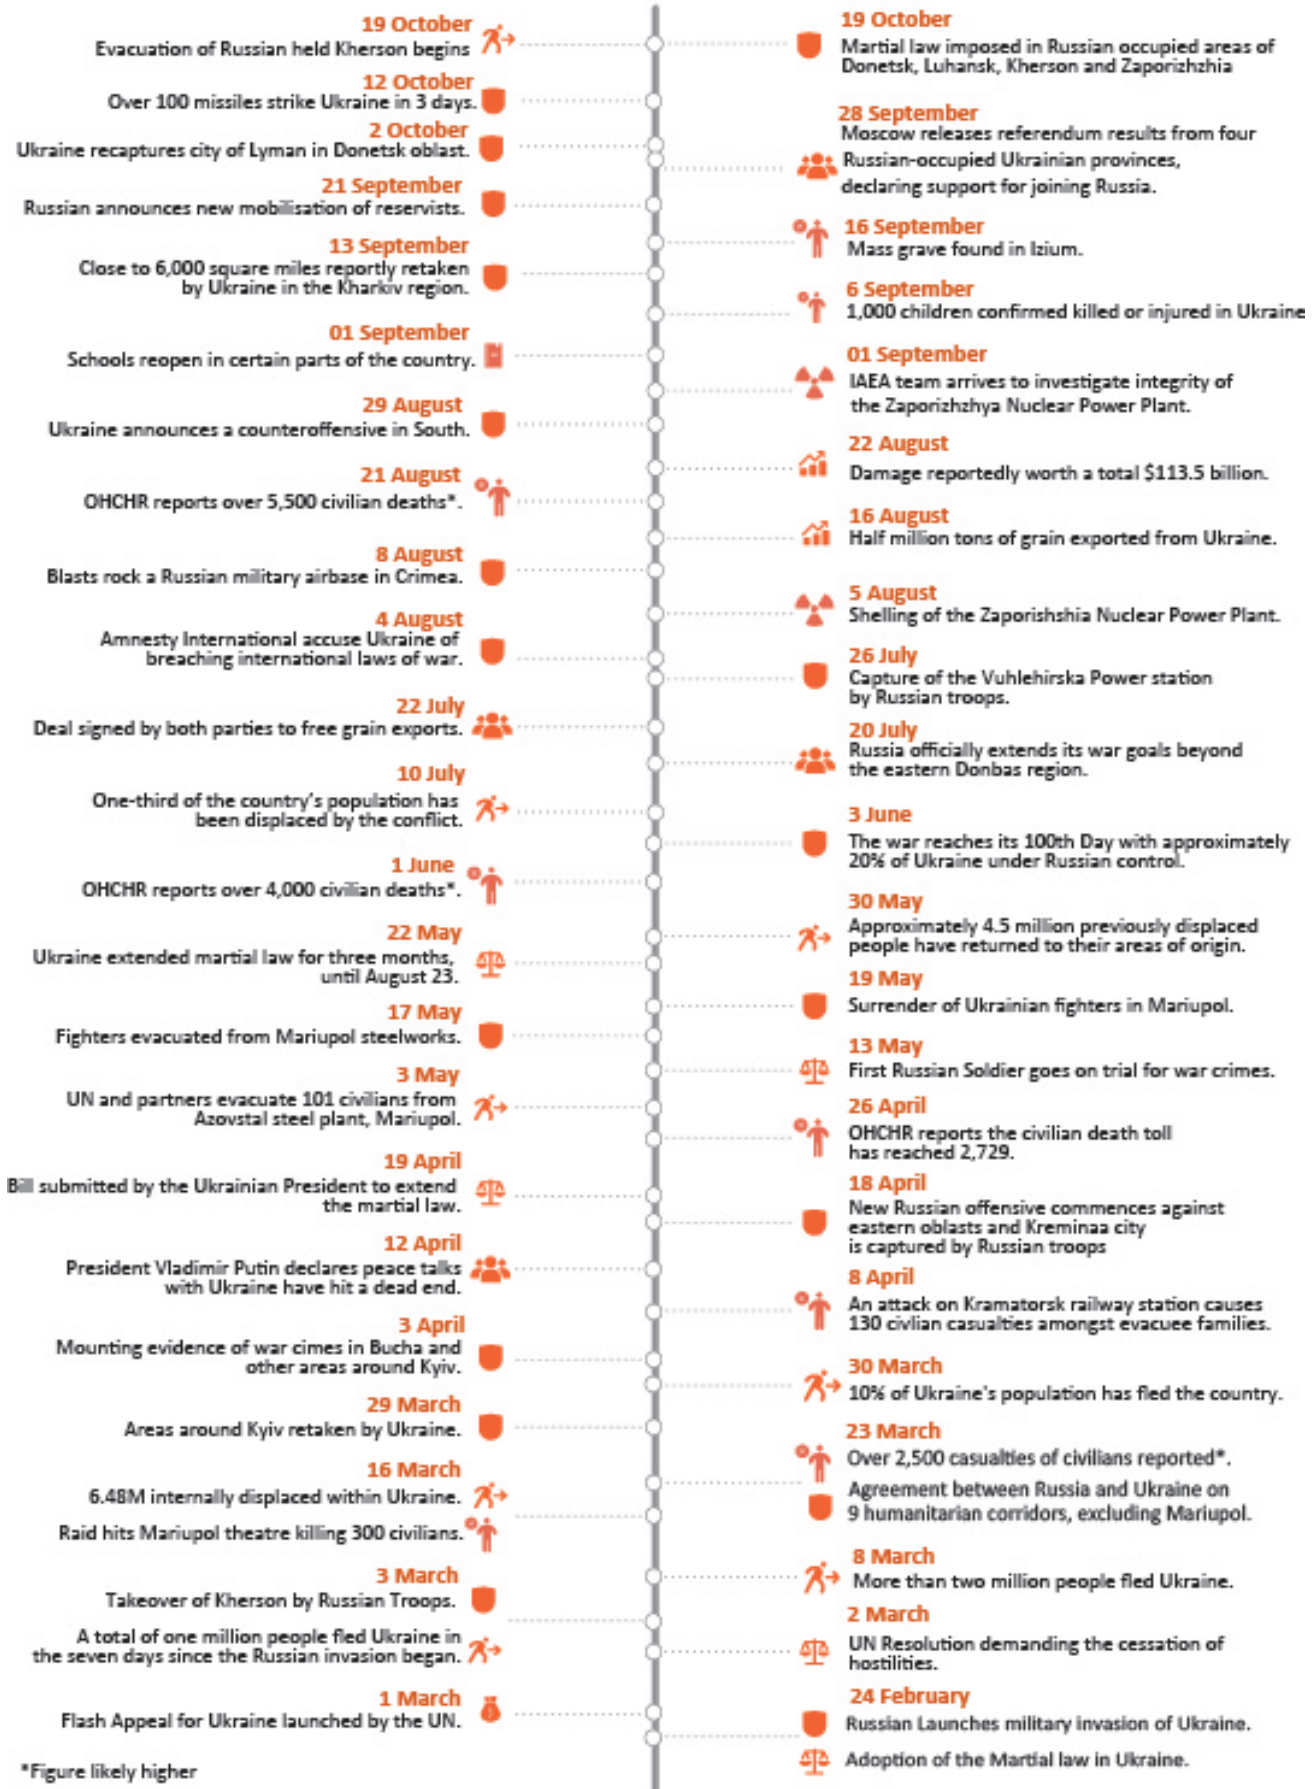 19 October
Evacuation of Russian held Kherson begins
12 October
Over 100 missiles strike Ukraine in 3 days.
2 October
Ukraine recaptures city of Lyman in Donetsk oblast.
21 September
Russian announces new mobilisation of reservists.
13 September
Close to 6,000 square miles reportly retaken
by Ukraine in the Kharkiv region.
01 September
Schools reopen in certain parts of the country.
29 August
Ukraine announces a counteroffensive in South.
21 August
OHCHR reports over 5,500 civilian deaths*.
8 August
Blasts rock a Russian military airbase in Crimea.
4 August
Amnesty International accuse Ukraine of
breaching international laws of war.
22 July
Deal signed by both parties to free grain exports.
10 July
One-third of the country's population has
been displaced by the conflict.
1 June
OHCHR reports over 4,000 civilian deaths*.
22 May
Ukraine extended martial law for three months,
until August 23.
17 May
Fighters evacuated from Mariupol steelworks.
3 May
UN and partners evacuate 101 civilians from
Azovstal steel plant, Mariupol.
19 April
Bill submitted by the Ukrainian President to extend
the martial law.
12 April
President Vladimir Putin declares peace talks
with Ukraine have hit a dead end.
3 April
Mounting evidence of war cimes in Bucha and
other areas around Kyiv.
29 March
Areas around Kyiv retaken by Ukraine.
16 March
6.48M internally displaced within Ukraine.
Raid hits Mariupol theatre killing 300 civilians.
3 March
Takeover of Kherson by Russian Troops.
A total of one million people fled Ukraine in
the seven days since the Russian invasion began.
1 March
Flash Appeal for Ukraine launched by the UN.
*Figure likely higher
19 October
Martial law imposed in Russian occupied areas of
Donetsk, Luhansk, Kherson and Zaporizhzhia
28 September
Moscow releases referendum results from four
Russian-occupied Ukrainian provinces,
declaring support for joining Russia.
16 September
Mass grave found in Izium.
6 September
1,000 children confirmed killed or injured in Ukraine
01 September
IAEA team arrives to investigate integrity of
the Zaporizhzhya Nuclear Power Plant.
22 August
Damage reportedly worth a total $113.5 billion.
16 August
Half million tons of grain exported from Ukraine.
5 August
Shelling of the Zaporishshia Nuclear Power Plant.
26 July
Capture of the Vuhlehirska Power station
by Russian troops.
20 July
Russia officially extends its war goals beyond
the eastern Donbas region.
3 June
The war reaches its 100th Day with approximately
20% of Ukraine under Russian control.
30 May
Approximately 4.5 million previously displaced
people have returned to their areas of origin.
19 May
Surrender of Ukrainian fighters in Mariupol.
13 May
First Russian Soldier goes on trial for war crimes.
26 April
OHCHR reports the civilian death toll
has reached 2,729.
18 April
New Russian offensive commences against
eastern oblasts and Kreminaa city
is captured by Russian troops
8 April
An attack on Kramatorsk railway station causes
130 civlian casualties amongst evacuee families.
30 March
10% of Ukraine's population has fled the country.
23 March
Over 2,500 casualties of civilians reported*.
Agreement between Russia and Ukraine on
9 humanitarian corridors, excluding Mariupol.
8 March
More than two million people fled Ukraine.
2 March
UN Resolution demanding the cessation of
hostilities.
24 February
Russian Launches military invasion of Ukraine.
Adoption of the Martial law in Ukraine.